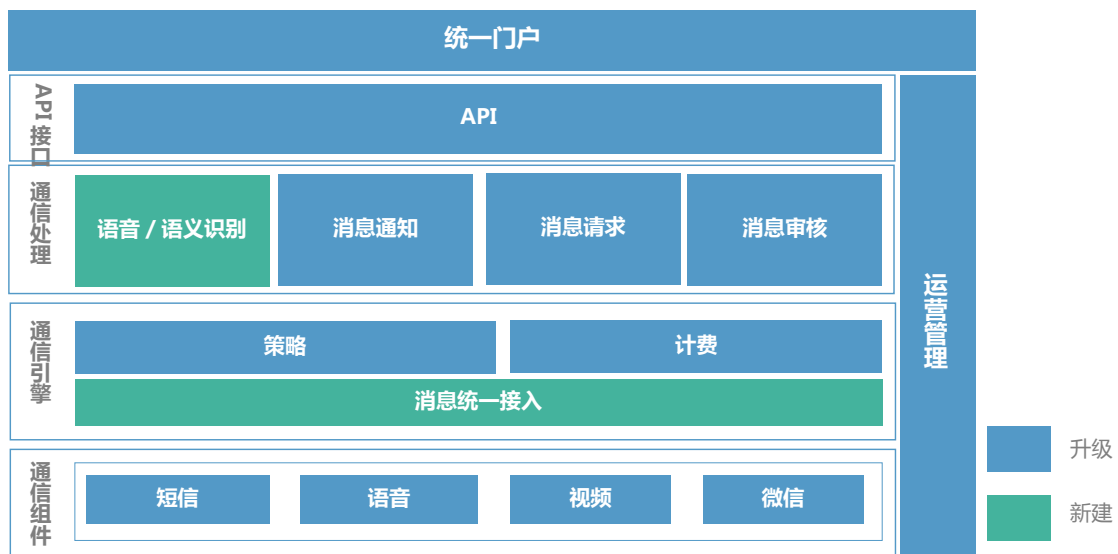 统一门户
API接口
API
通信处理
语音 / 语义识别
消息通知
消息请求
消息审核
运营管理
通信引擎
策略
计费
消息统一接入
通信组件
短信
语音
视频
微信
升级
新建